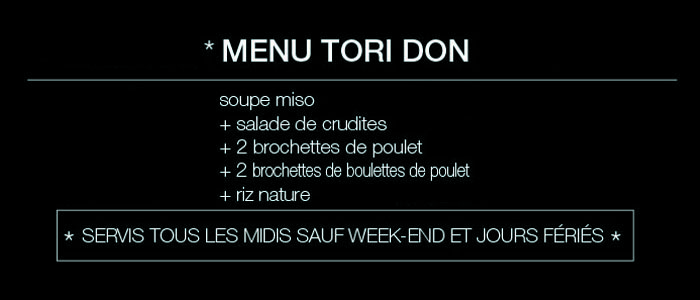 * MENU TORI DON
soupe miso
+ salade de crudites
+ 2 brochettes de poulet
+ 2 brochettes de boulettes de poulet
+ riz nature
* SERVIS TOUS LES MIDIS SAUF WEEK-END ET JOURS FÉRIÉS *